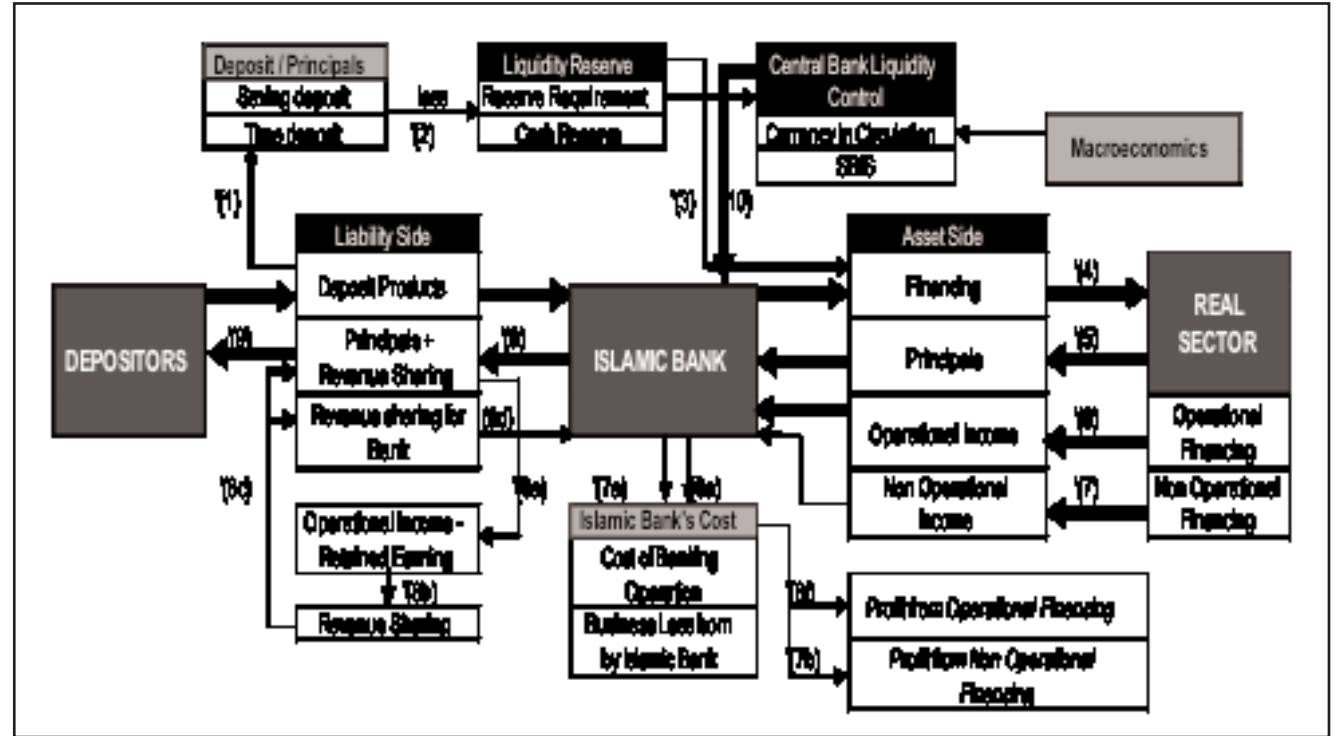 Deposit / Principals
Saving deposit
Time deposit
less
(2)
Liquidity Reserve
Reserve Requirement
Cash Reserve
Central Bank Liquidity
Control
Currency in Circulation
SBIS
Macroeconomics
(1)
(3)
Liability Side
Deposit Products
Principals +
Revenue Sharing
Revenue sharing for
Bank
DEPOSITORS
ISLAMIC BANK
Asset Side
Financing
Principals
Operational Income
Non Operational
Income
(4)
(5)
(7)
REAL
SECTOR
Operational
Financing
Non Operational
Financing
(7a)
Operational Income -
Retained Earning
Revenue Sharing
Islamic Bank's Cost
Cost of Banking
Operation
Business Loss
by Islamic Bank
(7b)
Profit from Operational Financing
Profit from Non Operational
Financing